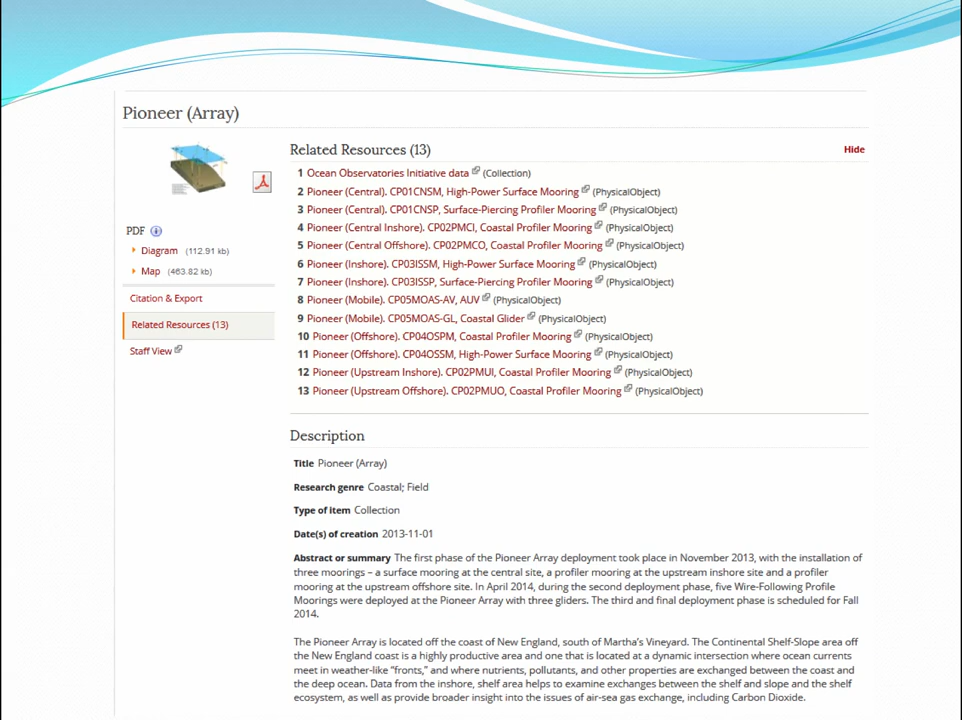 Pioneer (Array)
PDF
Diagram (112.91 kb)
Map (463.82 kb)
Citation & Export
Related Resources (13)
Staff View
Related Resources (13)
Hide
1 Ocean Observatories Initiative data (Collection)
2 Pioneer (Central). CP01CNSM, High-Power Surface Mooring (PhysicalObject)
3 Pioneer (Central). CP01CNSP, Surface-Piercing Profiler Mooring (PhysicalObject)
4 Pioneer (Central Inshore). CP02PMCI, Coastal Profiler Mooring (PhysicalObject)
5 Pioneer (Central Offshore). CP02PMCO, Coastal Profiler Mooring (PhysicalObject)
6 Pioneer (Inshore). CP03ISSM, High-Power Surface Mooring (PhysicalObject)
7 Pioneer (Inshore). CP03ISSP, Surface-Piercing Profiler Mooring (PhysicalObject)
8 Pioneer (Mobile). CP05MOAS-AV, AUV (PhysicalObject)
9 Pioneer (Mobile). CP05MOAS-GL, Coastal Glider (PhysicalObject)
10 Pioneer (Offshore). CP04OSPM, Coastal Profiler Mooring (PhysicalObject)
11 Pioneer (Offshore). CP04OSSM, High-Power Surface Mooring (PhysicalObject)
12 Pioneer (Upstream Inshore). CP02PMUI, Coastal Profiler Mooring (PhysicalObject)
13 Pioneer (Upstream Offshore). CP02PMUO, Coastal Profiler Mooring (PhysicalObject)
Description
Title Pioneer (Array)
Research genre Coastal; Field
Type of item Collection
Date(s) of creation 2013-11-01
Abstract or summary The first phase of the Pioneer Array deployment took place in November 2013, with the installation of
three moorings – a surface mooring at the central site, a profiler mooring at the upstream inshore site and a profiler
mooring at the upstream offshore site. In April 2014, during the second deployment phase, five Wire-Following Profile
Moorings were deployed at the Pioneer Array with three gliders. The third and final deployment phase is scheduled for Fall
2014.
The Pioneer Array is located off the coast of New England, south of Martha's Vineyard. The Continental Shelf-Slope area off
the New England coast is a highly productive area and one that is located at a dynamic intersection where ocean currents
meet in weather-like "fronts," and where nutrients, pollutants, and other properties are exchanged between the coast and
the deep ocean. Data from the inshore, shelf area helps to examine exchanges between the shelf and slope and the shelf
ecosystem, as well as provide broader insight into the issues of air-sea gas exchange, including Carbon Dioxide.